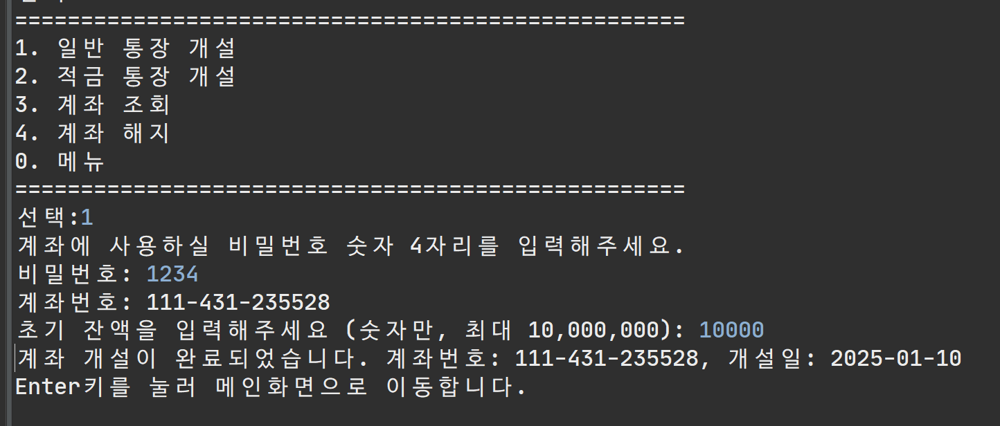 ===================================================
1. 일반 통장 개설
2. 적금 통장 개설
3. 계좌 조회
4. 계좌 해지
0. 메뉴
===================================================
선택:1
계좌에 사용하실 비밀번호 숫자 4자리를 입력해주세요.
비밀번호: 1234
계좌번호: 111-431-235528
초기 잔액을 입력해주세요 (숫자만, 최대 10,000,000): 10000
계좌 개설이 완료되었습니다. 계좌번호: 111-431-235528, 개설일: 2025-01-10
Enter키를 눌러 메인화면으로 이동합니다.